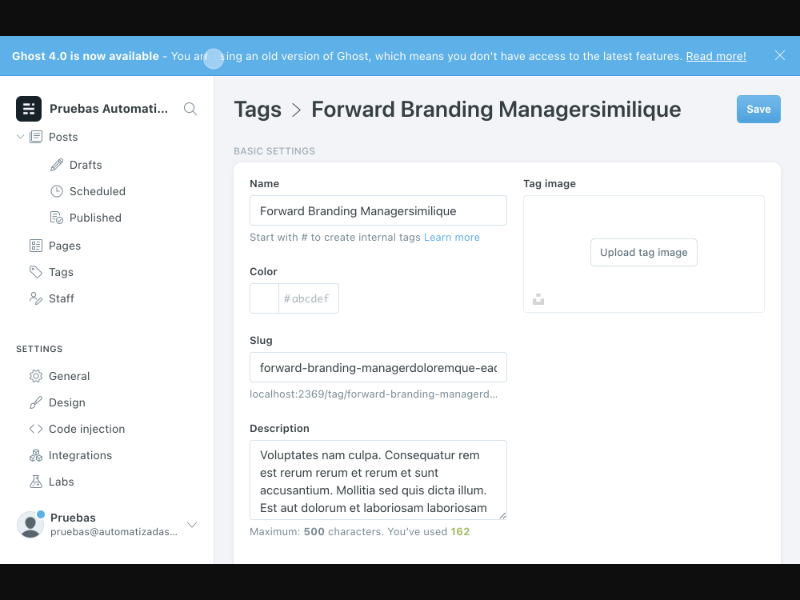 Ghost 4.0 is now available - You are using an old version of Ghost, which means you don't have access to the latest features. Read more!
Pruebas Automati...
Posts
Drafts
Scheduled
Published
Pages
Tags
Staff
SETTINGS
General
Design
Code injection
Integrations
Labs
Pruebas
pruebas@automatizadas...
Tags > Forward Branding Managersimilique
Save
BASIC SETTINGS
Name
Forward Branding Managersimilique
Start with # to create internal tags Learn more
Color
#abcdef
Slug
forward-branding-managerdoloremque-eac
localhost:2369/tag/forward-branding-managerd...
Description
Voluptates nam culpa. Consequatur rem
est rerum rerum et rerum et sunt
accusantium. Mollitia sed quis dicta illum.
Est aut dolorum et laboriosam laboriosam
Maximum: 500 characters. You've used 162
Tag image
Upload tag image